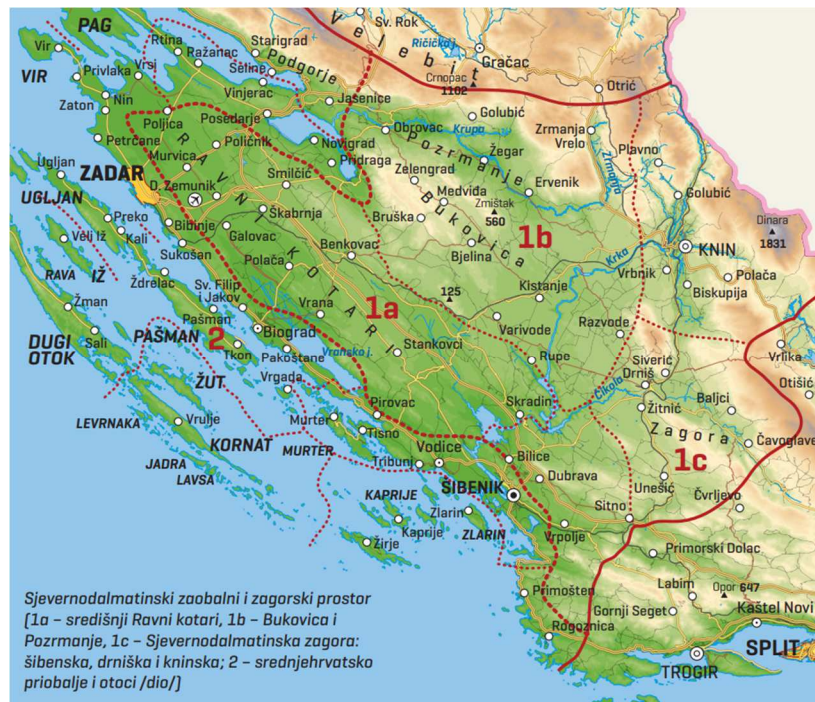 PAG
Sv. Rok
Velebit
Ričičko j.
Gračac
Vir
Rtina
Ražanac
Starigrad
Seline
Podgorje
Crnopac
1102
Otrić
VIR
Privlaka
Vrsi
Vinjerac
Jasenice
Zaton
Nin
Poljica
Posedarje
Golubić
Obrovac
Krupa
Zrmanja
Vrelo
Petrčane
Poličnik
Novigrad
Pridraga
Pozrmanje
Žegar
Zrmanja
Plavno
Ugljan
Murvica
ZADAR
Smilčić
Zelengrad
Medviđa
Ervenik
Golubić
D. Zemunik
RAVNI KOTARI
UGLJAN
Preko
Kali
Bibinje
Škabrnja
Bruška
Zmištak
560
Bukovica
1b
Dinara
1831
Veli Iž
Galovac
Benkovac
Bjelina
Krka
KNIN
RAVA
IŽ
Sukošan
Polača
Vrbnik
Polača
Ždrelac
Sv. Filip
i Jakov
125
Kistanje
Biskupija
Žman
Vrana
1a
Pašman
Varivode
Razvode
Sali
DUGI
OTOK
PAŠMAN
2
Biograd
Tkon
Pakoštane
Vransko j.
Stankovci
Rupe
Siverić
Drniš
Vrlika
Otišić
ŽUT
Vrgada
Čikola
Žitnić
Baljci
LEVRNAKA
Vrulje
Murter
Pirovac
Skradin
Zagora
Čavoglave
KORNAT
MURTER
Tisno
Vodice
Bilice
1c
JADRA
LAVSA
Tribunj
Dubrava
Unešić
ŠIBENIK
Čvrljevo
KAPRIJE
Zlarin
Sitno
Kaprije
ZLARIN
Vrpolje
Žirje
Primorski Dolac
Primošten
Labim
Opor 647
Gornji Seget
Kaštel Novi
Rogoznica
SPLIT
TROGIR
Sjevernodalmatinski zaobalni i zagorski prostor
(1a – središnji Ravni kotari, 1b – Bukovica i
Pozrmanje, 1c – Sjevernodalmatinska zagora:
šibenska, drniška i kninska; 2 – srednjehrvatsko
priobalje i otoci /dio/)